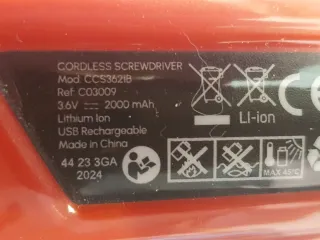 CORDLESS SCREWDRIVER
Mod. CCS3621B
Ref. C03009
3.6V ⎓ 2000 mAh
Lithium Ion
USB Rechargeable
Made in China
44 23 3GA
2024
Li-ion
MAX 45°C